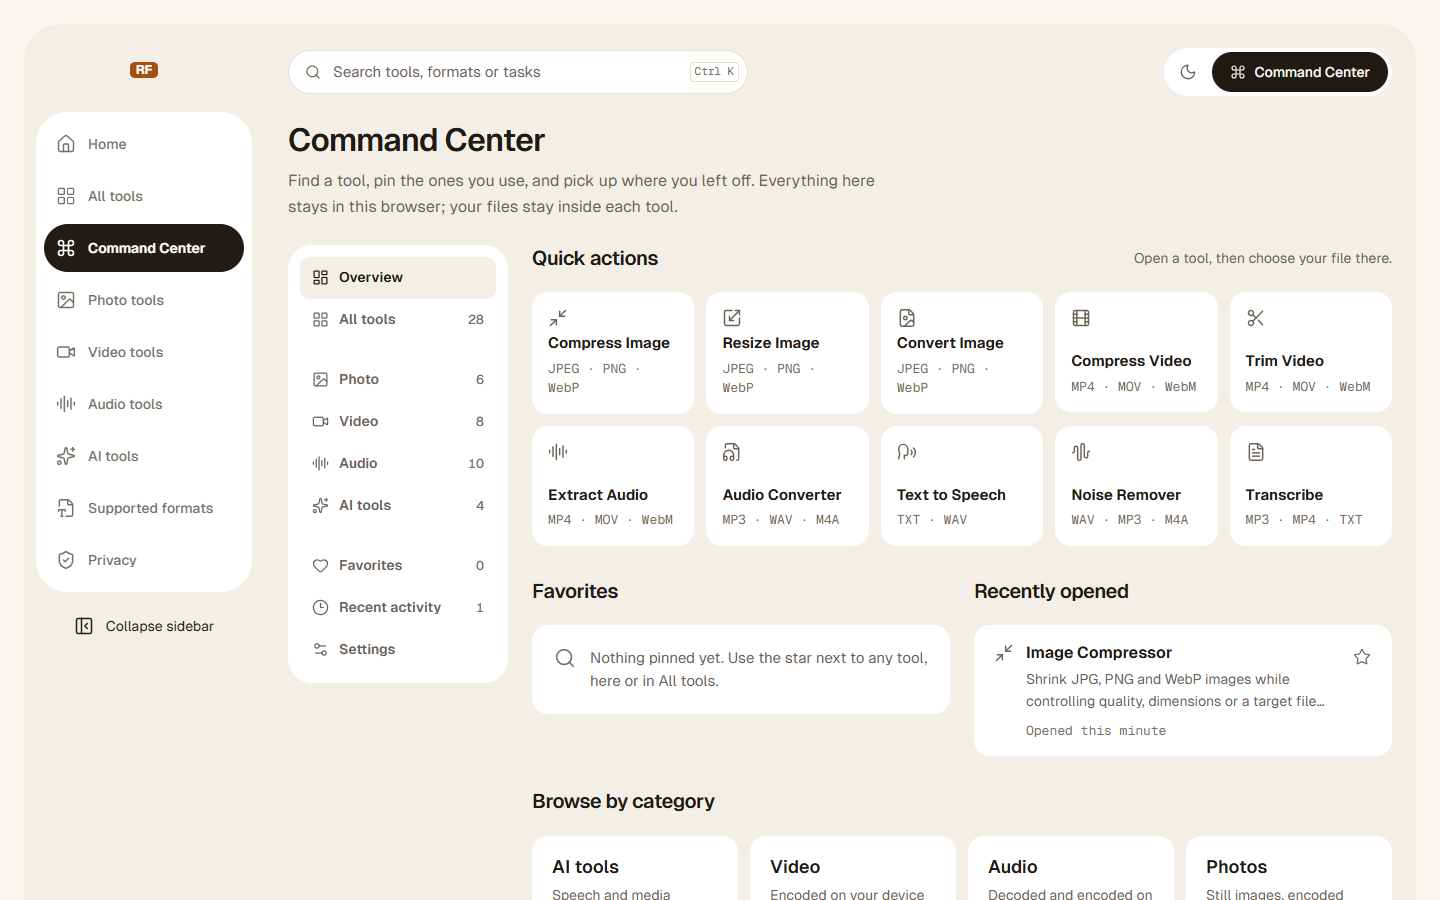 RF
Search tools, formats or tasks
Ctrl K
Command Center
Home
All tools
Command Center
Photo tools
Video tools
Audio tools
AI tools
Supported formats
Privacy
Collapse sidebar
Command Center
Find a tool, pin the ones you use, and pick up where you left off. Everything here
stays in this browser; your files stay inside each tool.
Overview
All tools 28
Photo 6
Video 8
Audio 10
AI tools 4
Favorites 0
Recent activity 1
Settings
Quick actions
Open a tool, then choose your file there.
Compress Image
JPEG · PNG ·
WebP
Resize Image
JPEG · PNG ·
WebP
Convert Image
JPEG · PNG ·
WebP
Compress Video
MP4 · MOV · WebM
Trim Video
MP4 · MOV · WebM
Extract Audio
MP4 · MOV · WebM
Audio Converter
MP3 · WAV · M4A
Text to Speech
TXT · WAV
Noise Remover
WAV · MP3 · M4A
Transcribe
MP3 · MP4 · TXT
Favorites
Nothing pinned yet. Use the star next to any tool,
here or in All tools.
Recently opened
Image Compressor
Shrink JPG, PNG and WebP images while
controlling quality, dimensions or a target file…
Opened this minute
Browse by category
AI tools
Speech and media
Video
Encoded on your device
Audio
Decoded and encoded on
Photos
Still images, encoded